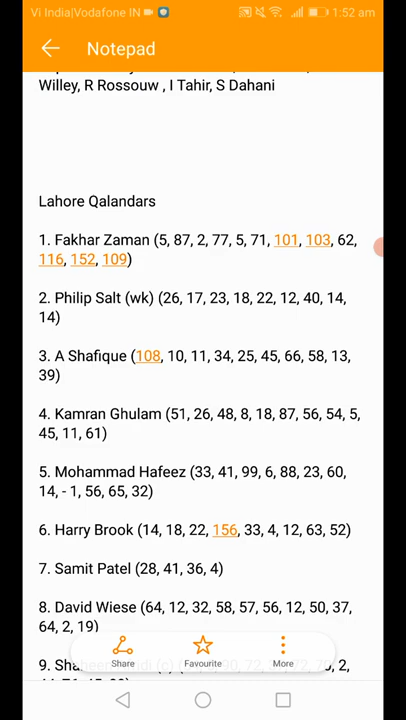 Vi India|Vodafone IN 1:52 am
Notepad
Willey, R Rossouw , I Tahir, S Dahani
Lahore Qalandars
1. Fakhar Zaman (5, 87, 2, 77, 5, 71, 101, 103, 62,
116, 152, 109)
2. Philip Salt (wk) (26, 17, 23, 18, 22, 12, 40, 14,
14)
3. A Shafique (108, 10, 11, 34, 25, 45, 66, 58, 13,
39)
4. Kamran Ghulam (51, 26, 48, 8, 18, 87, 56, 54, 5,
45, 11, 61)
5. Mohammad Hafeez (33, 41, 99, 6, 88, 23, 60,
14, - 1, 56, 65, 32)
6. Harry Brook (14, 18, 22, 156, 33, 4, 12, 63, 52)
7. Samit Patel (28, 41, 36, 4)
8. David Wiese (64, 12, 32, 58, 57, 56, 12, 50, 37,
64, 2, 19)
9. 2,
Share Favourite More